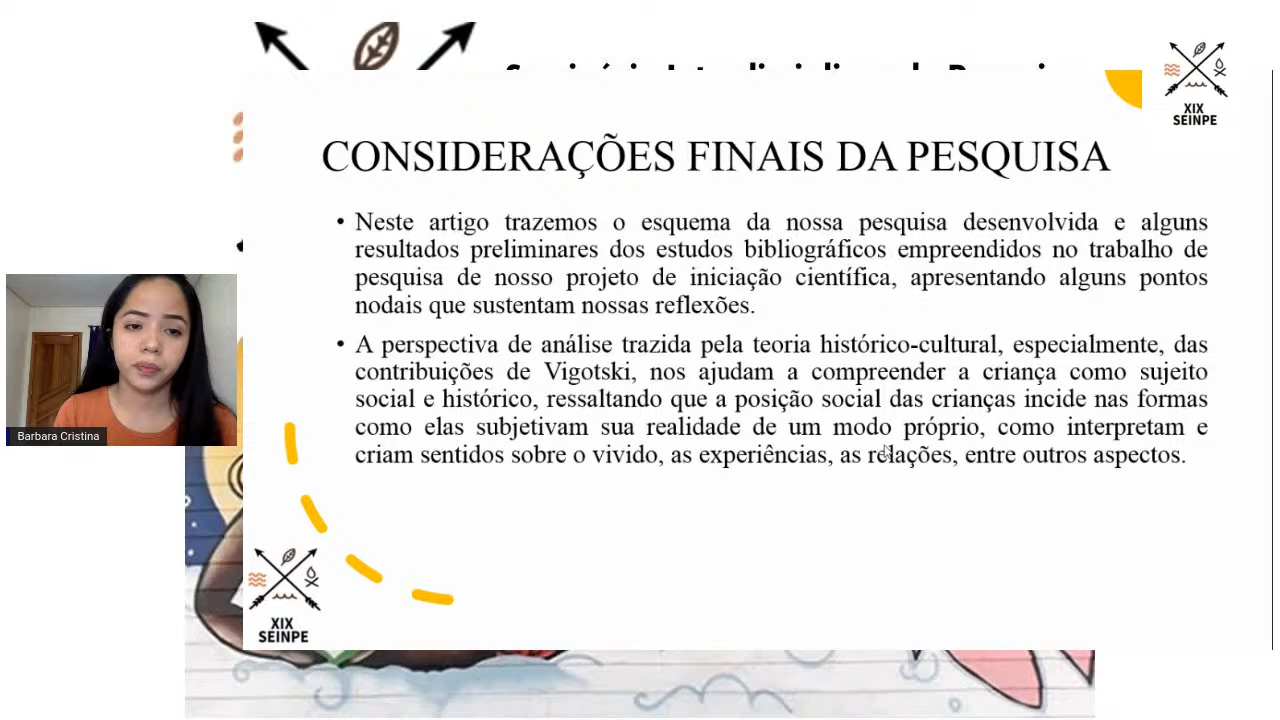 XIX
SEINPE
CONSIDERAÇÕES FINAIS DA PESQUISA
• Neste artigo trazemos o esquema da nossa pesquisa desenvolvida e alguns
resultados preliminares dos estudos bibliográficos empreendidos no trabalho de
pesquisa de nosso projeto de iniciação científica, apresentando alguns pontos
nodais que sustentam nossas reflexões.
• A perspectiva de análise trazida pela teoria histórico-cultural, especialmente, das
contribuições de Vigotski, nos ajudam a compreender a criança como sujeito
social e histórico, ressaltando que a posição social das crianças incide nas formas
como elas subjetivam sua realidade de um modo próprio, como interpretam e
criam sentidos sobre o vivido, as experiências, as relações, entre outros aspectos.
Barbara Cristina
XIX
SEINPE